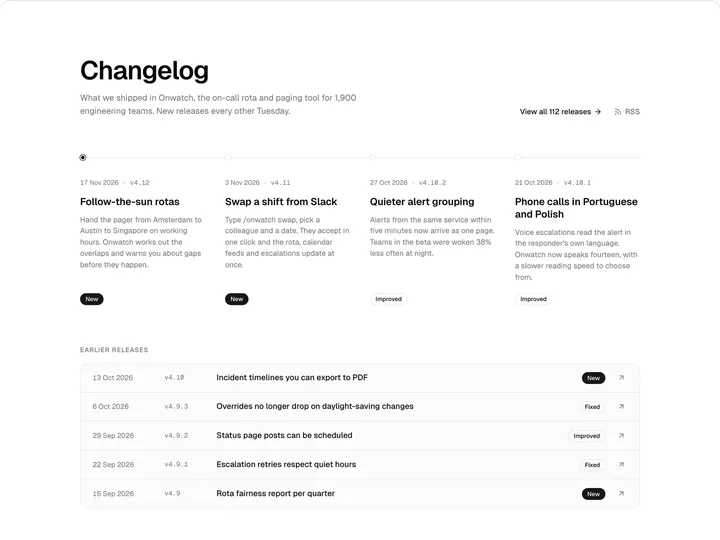 Changelog
What we shipped in Onwatch, the on-call rota and paging tool for 1,900
engineering teams. New releases every other Tuesday.
View all 112 releases →
RSS
17 Nov 2026 · v4.12
Follow-the-sun rotas
Hand the pager from Amsterdam to
Austin to Singapore on working
hours. Onwatch works out the
overlaps and warns you about gaps
before they happen.
New
3 Nov 2026 · v4.11
Swap a shift from Slack
Type /onwatch swap, pick a
colleague and a date. They accept in
one click and the rota, calendar
feeds and escalations update at
once.
New
27 Oct 2026 · v4.10.2
Quieter alert grouping
Alerts from the same service within
five minutes now arrive as one page.
Teams in the beta were woken 38%
less often at night.
Improved
21 Oct 2026 · v4.10.1
Phone calls in Portuguese
and Polish
Voice escalations read the alert in
the responder's own language.
Onwatch now speaks fourteen, with
a slower reading speed to choose
from.
Improved
EARLIER RELEASES
13 Oct 2026 v4.10 Incident timelines you can export to PDF New ↗
6 Oct 2026 v4.9.3 Overrides no longer drop on daylight-saving changes Fixed ↗
29 Sep 2026 v4.9.2 Status page posts can be scheduled Improved ↗
22 Sep 2026 v4.9.1 Escalation retries respect quiet hours Fixed ↗
15 Sep 2026 v4.9 Rota fairness report per quarter New ↗